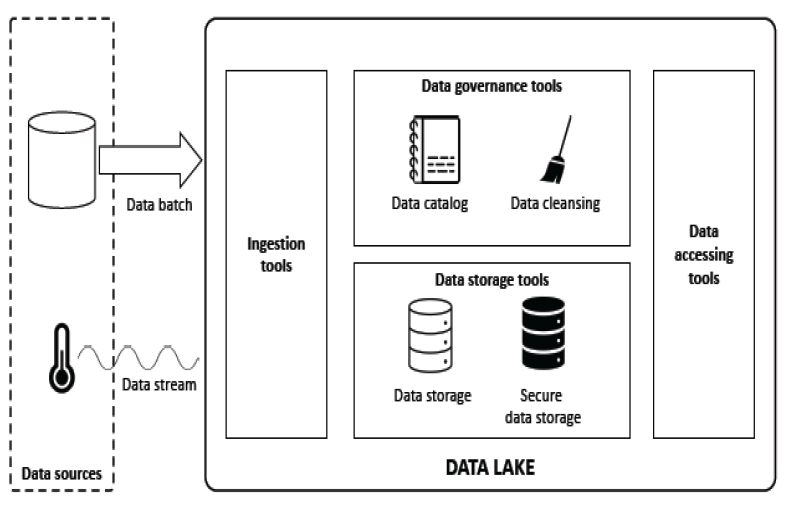 Data governance tools
Data catalog
Data cleansing
Data batch
Ingestion
tools
Data
accessing
tools
Data storage tools
Data storage
Secure
data storage
Data stream
Data sources
DATA LAKE